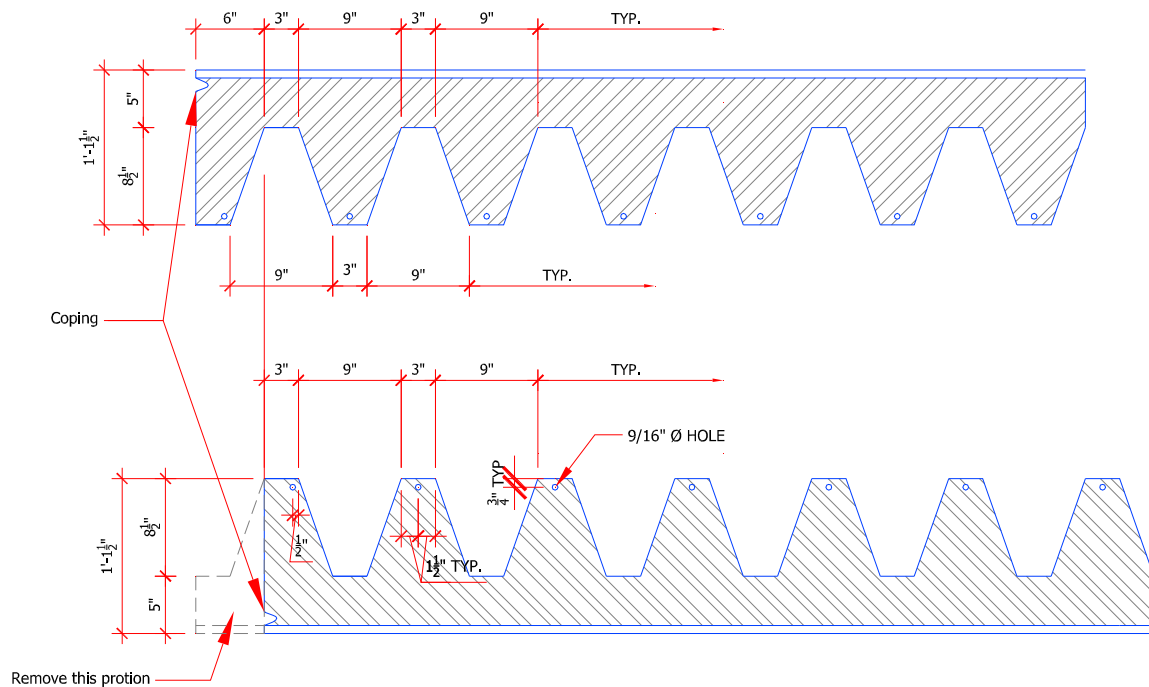 6" 3" 9" 3" 9" TYP.
5"
1'-1½"
8½"
9" 3" 9" TYP.
Coping
3" 9" 3" 9" TYP.
9/16" Ø HOLE
¾" TYP
8½"
1'-1½"
½"
1½" TYP.
5"
Remove this protion